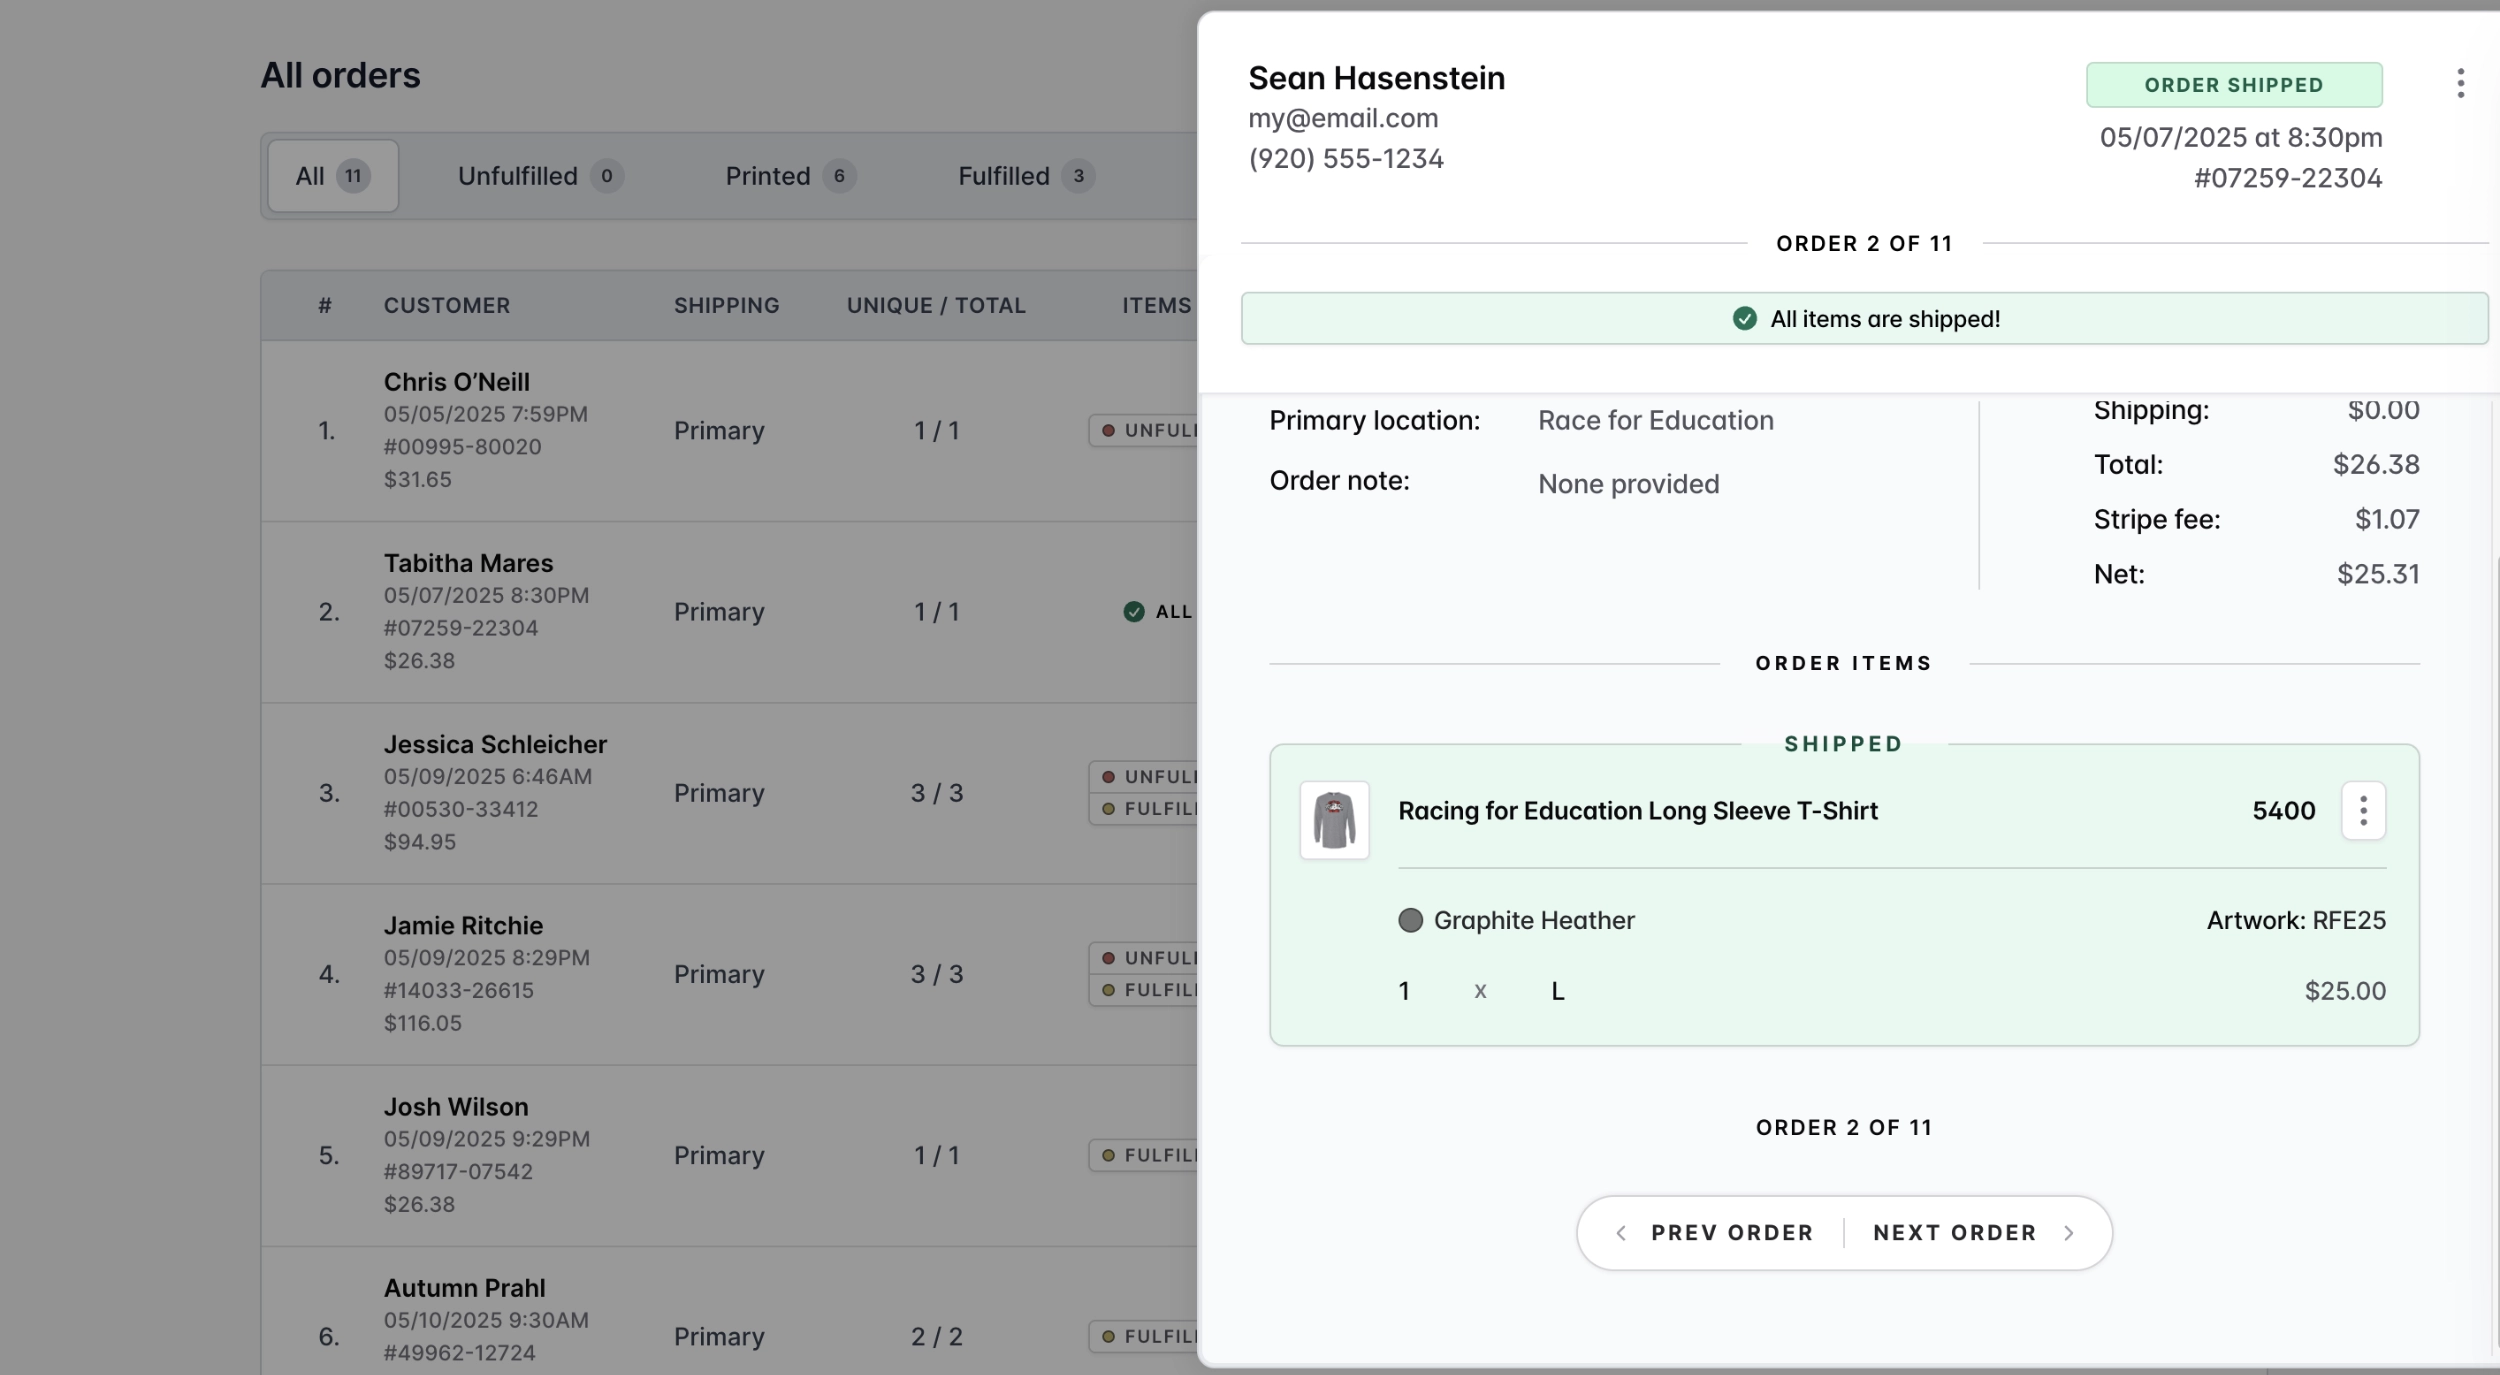 All orders
All 11 Unfulfilled 0 Printed 6 Fulfilled 3
# CUSTOMER SHIPPING UNIQUE / TOTAL ITEMS
1. Chris O’Neill
05/05/2025 7:59PM
#00995-80020
$31.65
Primary 1 / 1 UNFUL
2. Tabitha Mares
05/07/2025 8:30PM
#07259-22304
$26.38
Primary 1 / 1 ALL
3. Jessica Schleicher
05/09/2025 6:46AM
#00530-33412
$94.95
Primary 3 / 3 UNFUL
FULFIL
4. Jamie Ritchie
05/09/2025 8:29PM
#14033-26615
$116.05
Primary 3 / 3 UNFUL
FULFIL
5. Josh Wilson
05/09/2025 9:29PM
#89717-07542
$26.38
Primary 1 / 1 FULFIL
6. Autumn Prahl
05/10/2025 9:30AM
#49962-12724
Primary 2 / 2 FULFIL
Sean Hasenstein
my@email.com
(920) 555-1234
ORDER SHIPPED
05/07/2025 at 8:30pm
#07259-22304
ORDER 2 OF 11
All items are shipped!
Primary location: Race for Education
Order note: None provided
Shipping: $0.00
Total: $26.38
Stripe fee: $1.07
Net: $25.31
ORDER ITEMS
SHIPPED
Racing for Education Long Sleeve T-Shirt 5400
Graphite Heather Artwork: RFE25
1 x L $25.00
ORDER 2 OF 11
PREV ORDER NEXT ORDER